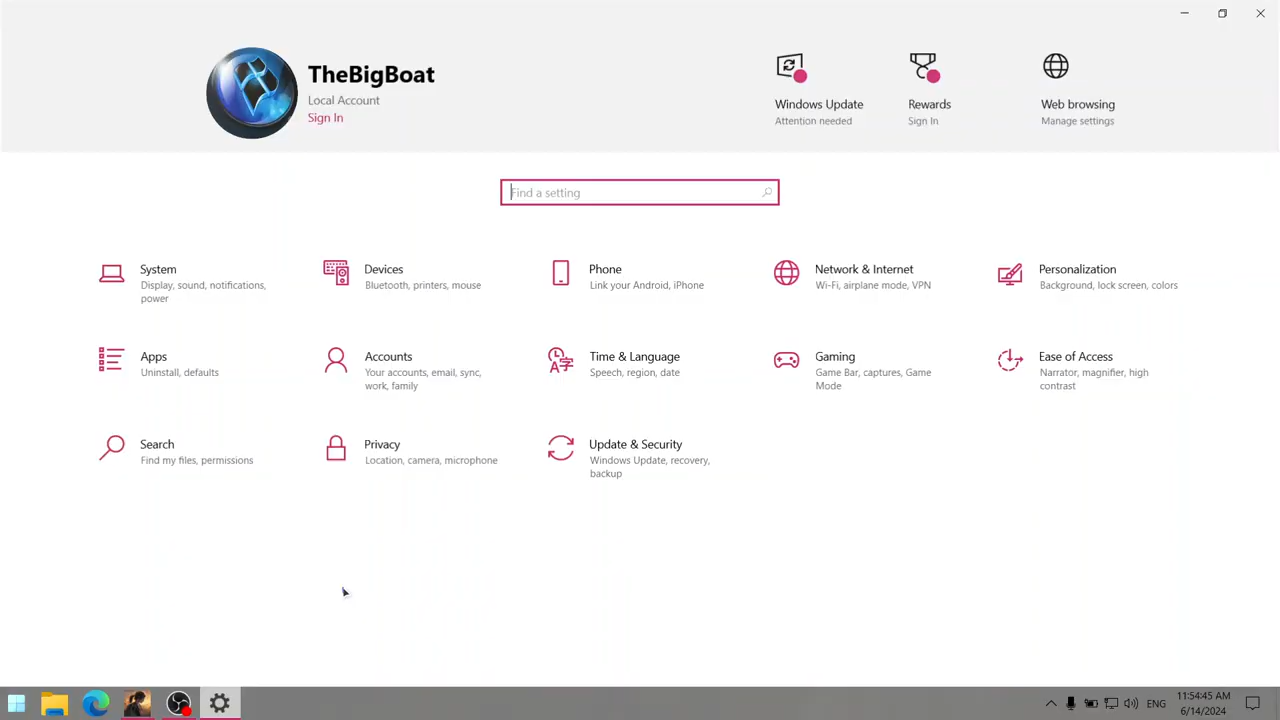 TheBigBoat
Local Account
Sign In
Windows Update
Attention needed
Rewards
Sign In
Web browsing
Manage settings
Find a setting
System
Display, sound, notifications,
power
Devices
Bluetooth, printers, mouse
Phone
Link your Android, iPhone
Network & Internet
Wi-Fi, airplane mode, VPN
Personalization
Background, lock screen, colors
Apps
Uninstall, defaults
Accounts
Your accounts, email, sync,
work, family
Time & Language
Speech, region, date
Gaming
Game Bar, captures, Game
Mode
Ease of Access
Narrator, magnifier, high
contrast
Search
Find my files, permissions
Privacy
Location, camera, microphone
Update & Security
Windows Update, recovery,
backup
ENG
11:54:45 AM
6/14/2024